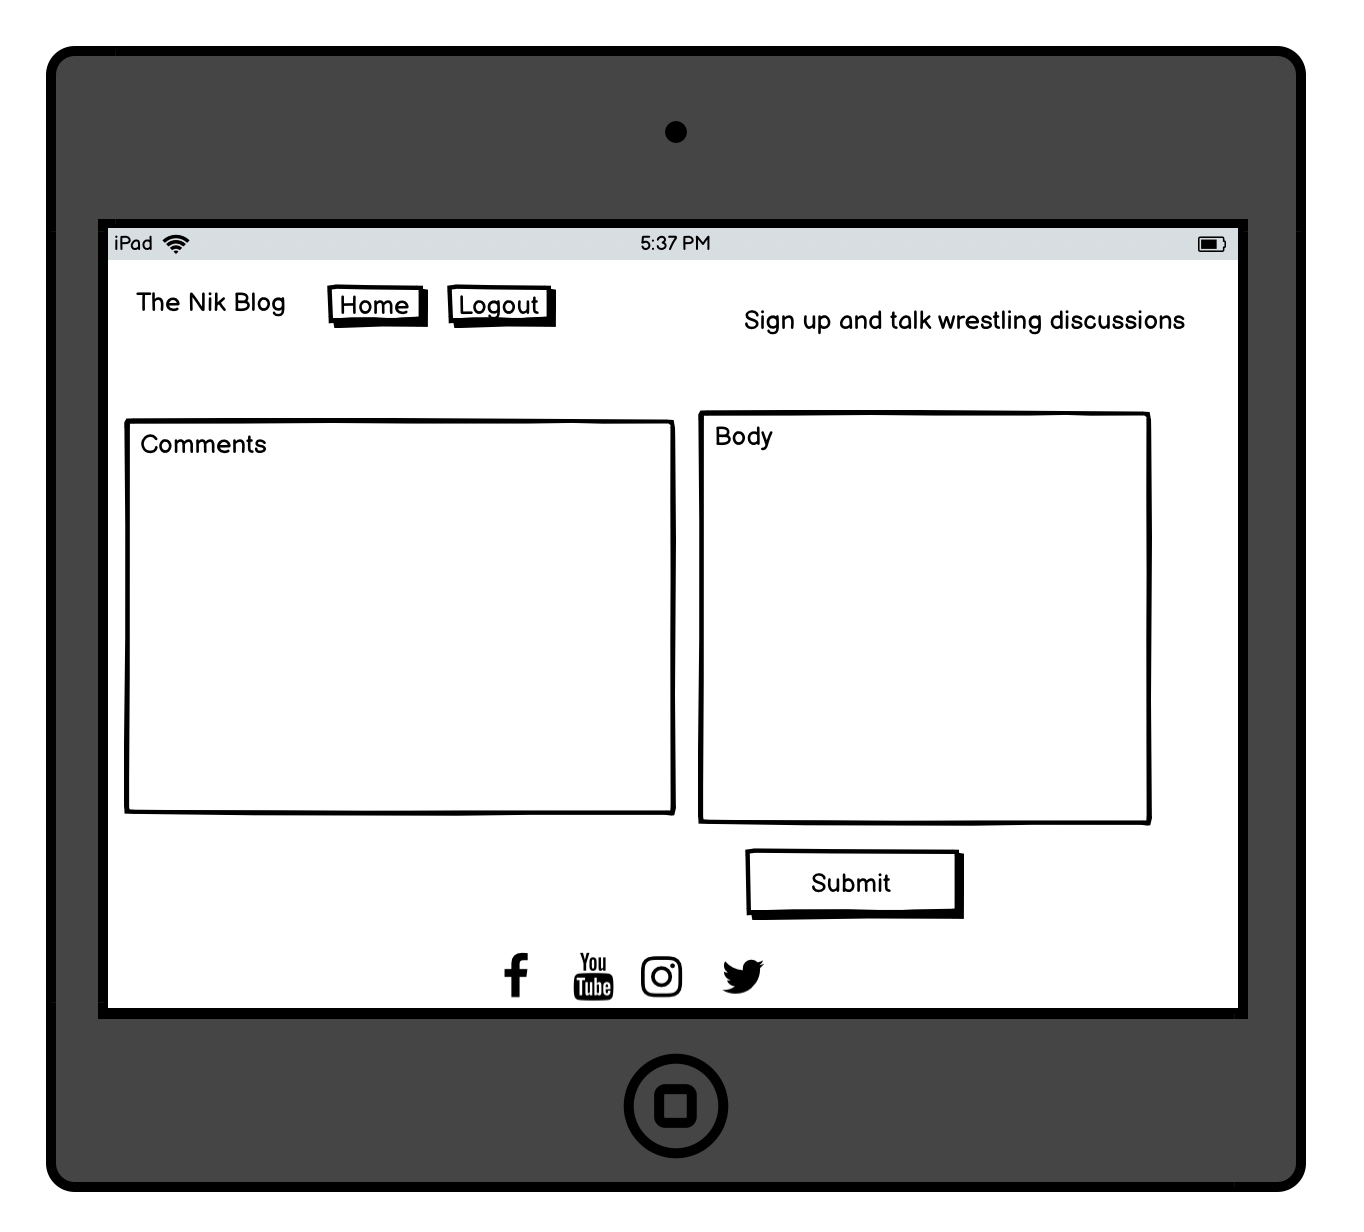 iPad
5:37 PM
The Nik Blog
Home
Logout
Sign up and talk wrestling discussions
Comments
Body
Submit
You
Tube